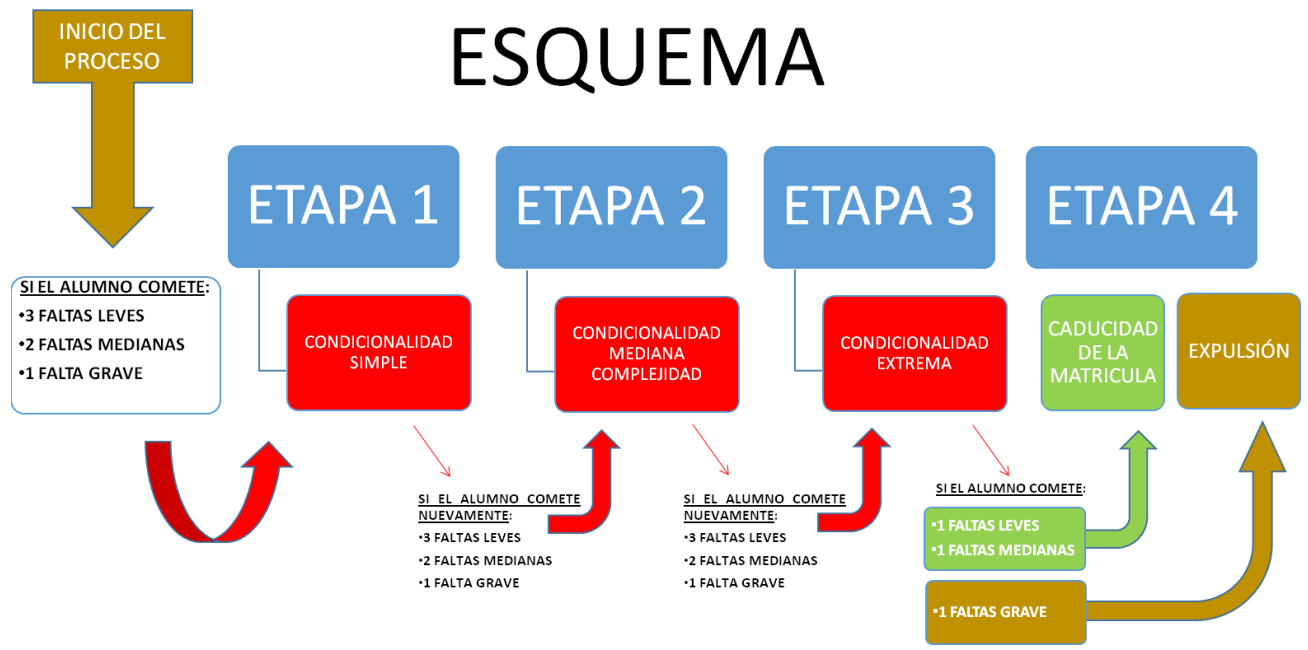 INICIO DEL
PROCESO
ESQUEMA
ETAPA 1
ETAPA 2
ETAPA 3
ETAPA 4
SI EL ALUMNO COMETE:
•3 FALTAS LEVES
•2 FALTAS MEDIANAS
•1 FALTA GRAVE
CONDICIONALIDAD
SIMPLE
CONDICIONALIDAD
MEDIANA
COMPLEJIDAD
CONDICIONALIDAD
EXTREMA
CADUCIDAD
DE LA
MATRICULA
EXPULSIÓN
SI EL ALUMNO COMETE
NUEVAMENTE:
•3 FALTAS LEVES
•2 FALTAS MEDIANAS
•1 FALTA GRAVE
SI EL ALUMNO COMETE
NUEVAMENTE:
•3 FALTAS LEVES
•2 FALTAS MEDIANAS
•1 FALTA GRAVE
SI EL ALUMNO COMETE:
•1 FALTAS LEVES
•1 FALTAS MEDIANAS
•1 FALTAS GRAVE